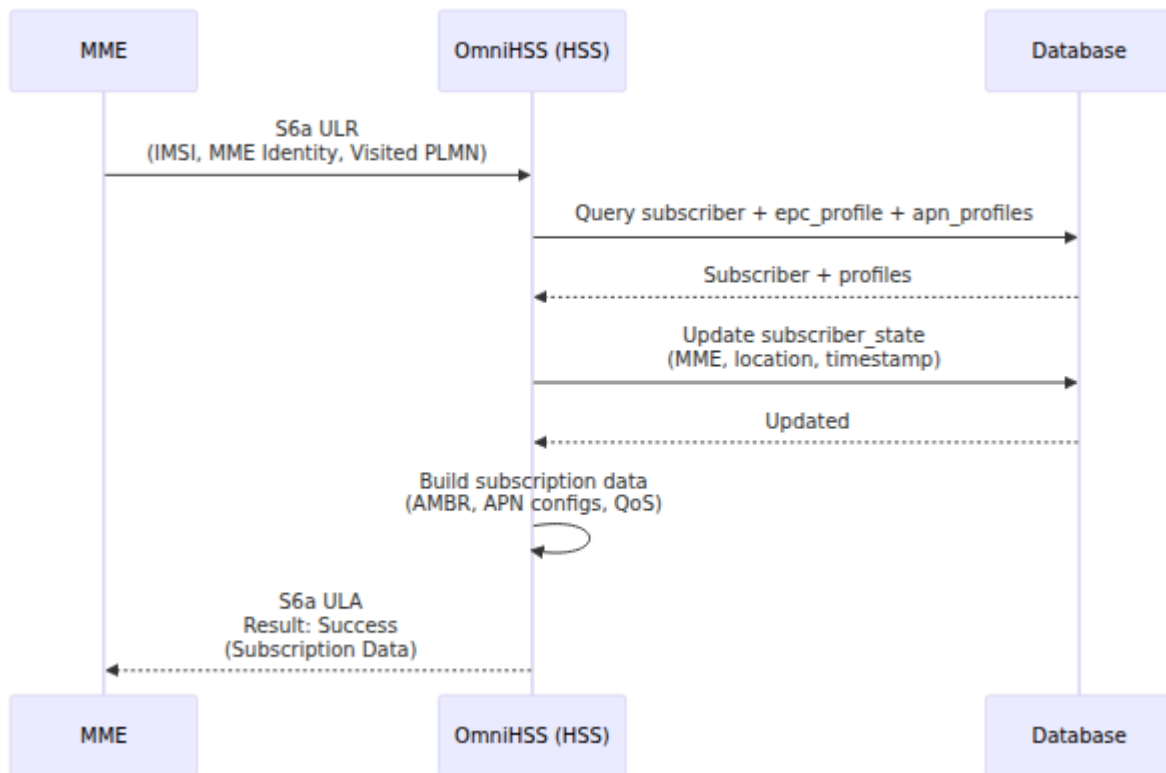 MME
OmniHSS (HSS)
Database
S6a ULR
(IMSI, MME Identity, Visited PLMN)
Query subscriber + epc_profile + apn_profiles
Subscriber + profiles
Update subscriber_state
(MME, location, timestamp)
Updated
Build subscription data
(AMBR, APN configs, QoS)
S6a ULA
Result: Success
(Subscription Data)
MME
OmniHSS (HSS)
Database